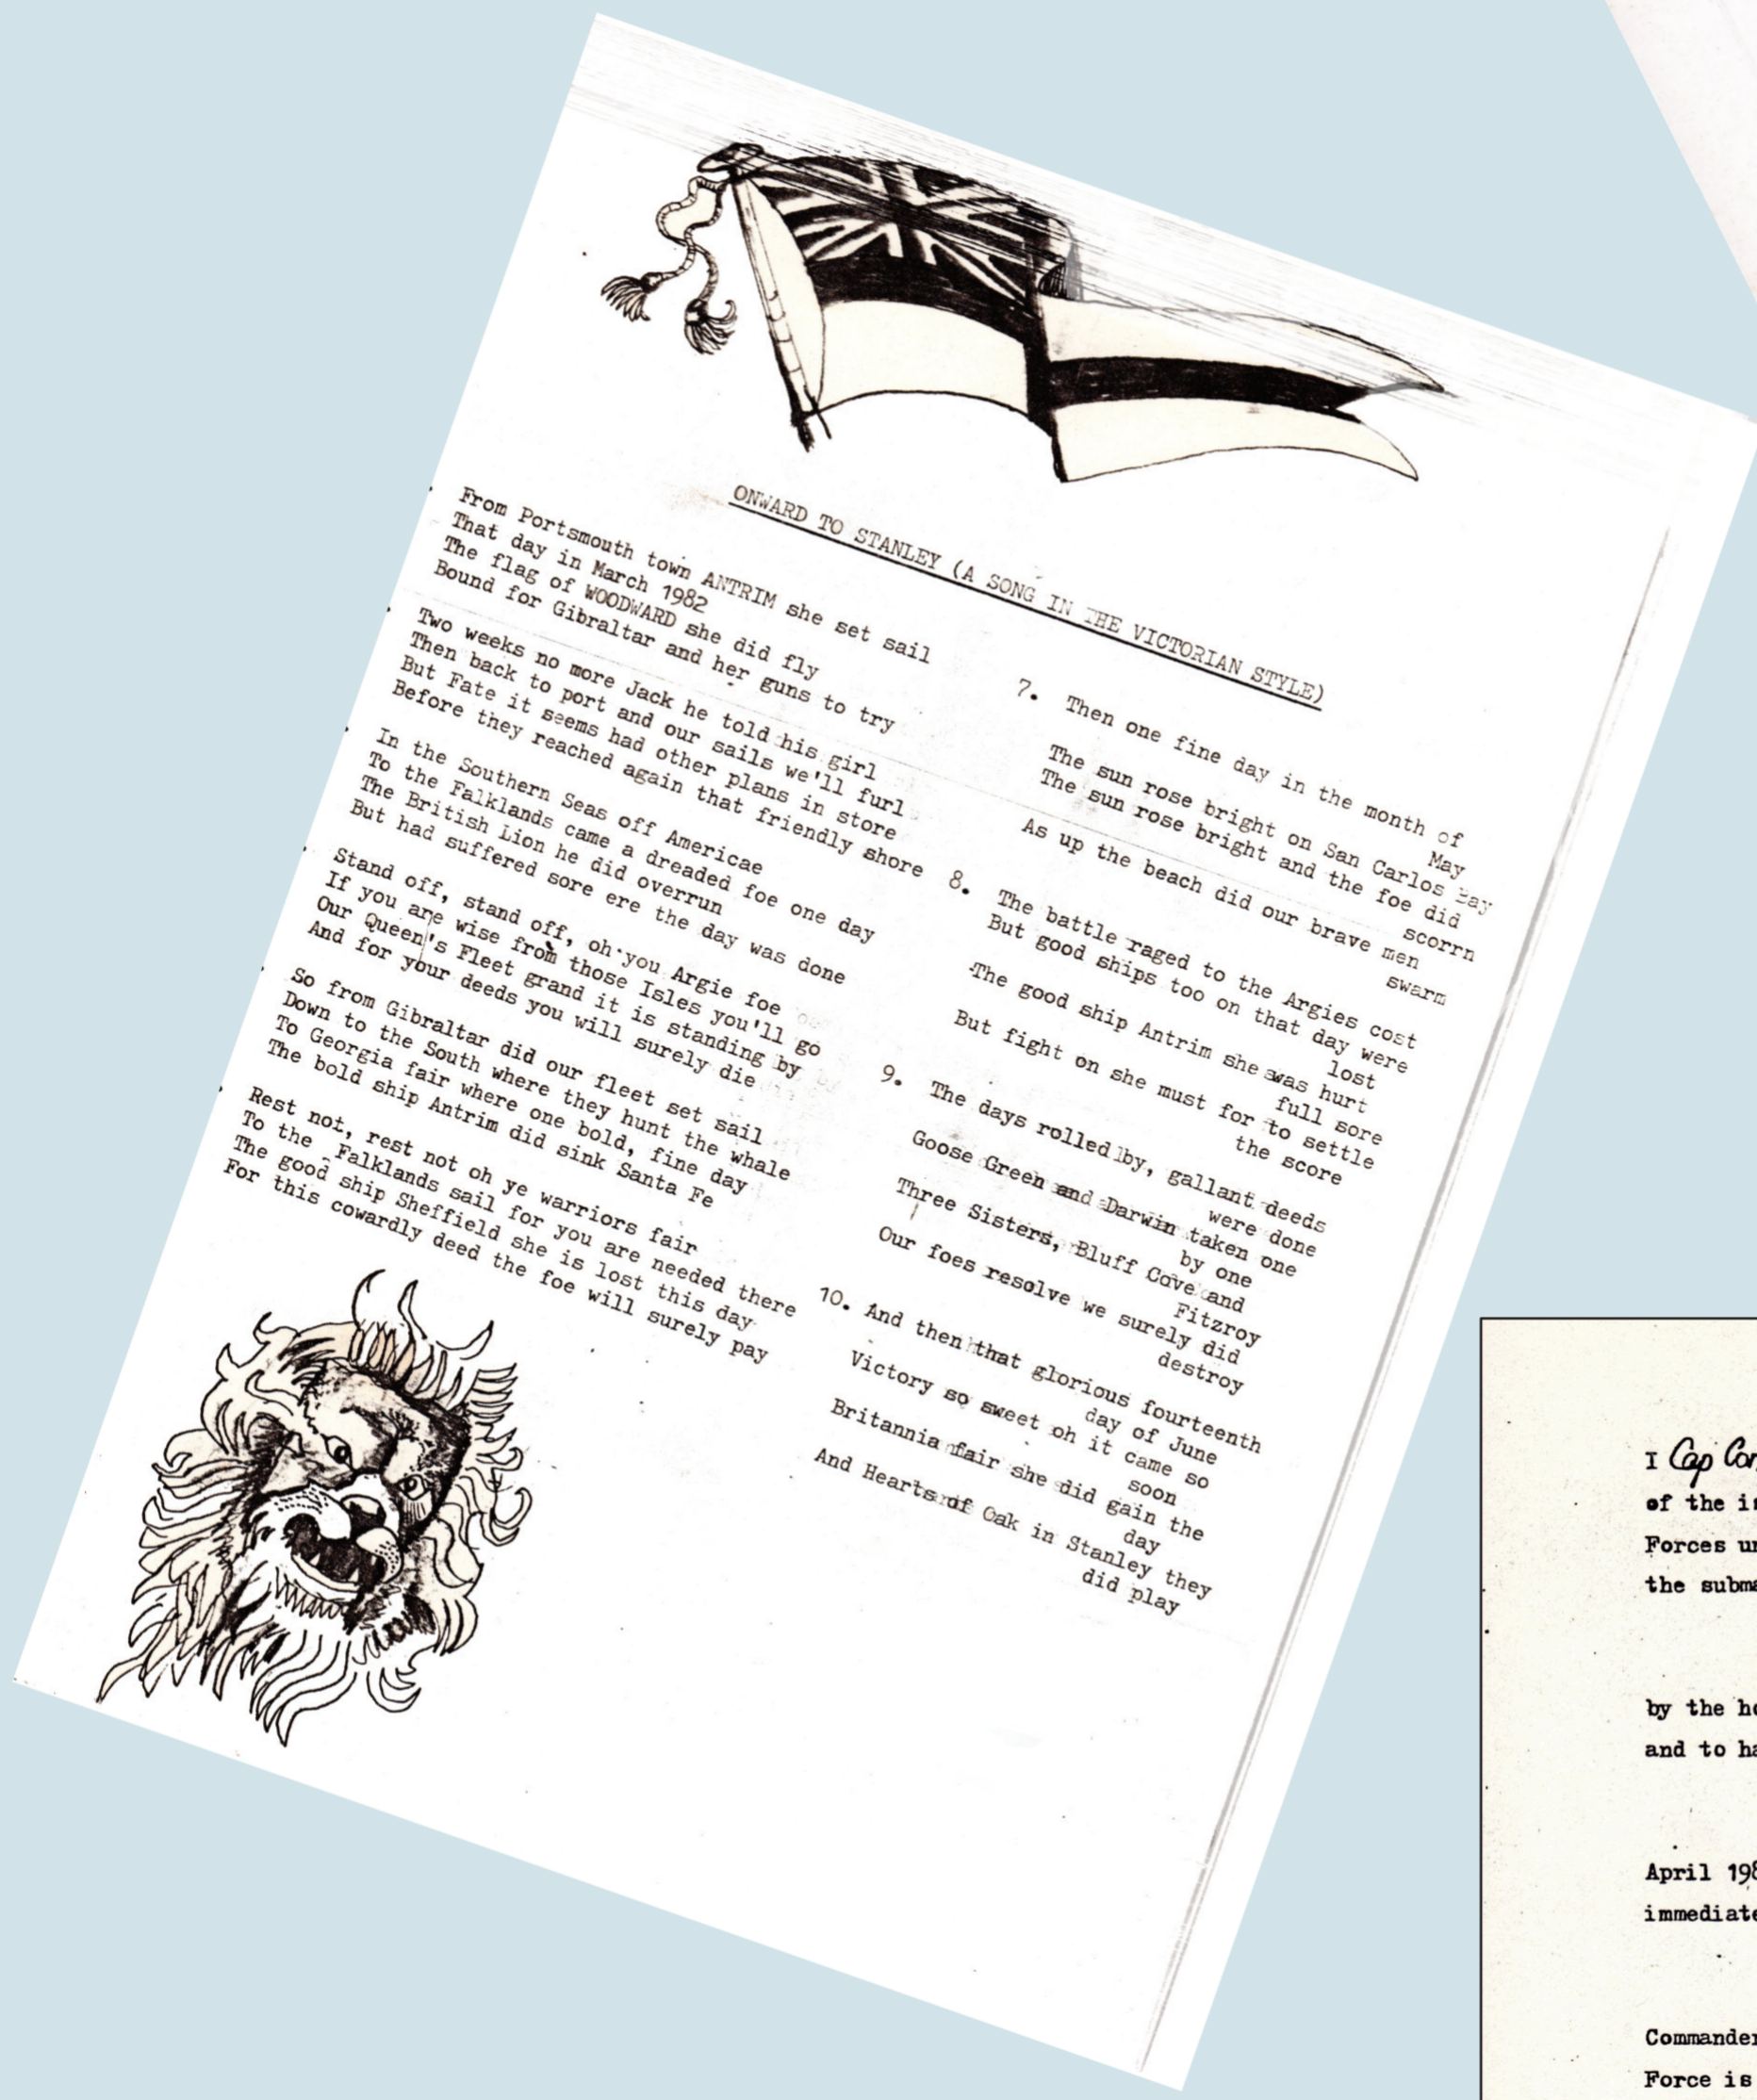 ONWARD TO STANLEY (A SONG IN THE VICTORIAN STYLE)
From Portsmouth town ANTRIM she set sail
That day in March 1982
The flag of WOODWARD she did fly
Bound for Gibraltar and her guns to try
Two weeks no more Jack he told his girl
Then back to port and our sails we'll furl
But Fate it seems had other plans in store
Before they reached again that friendly shore
In the Southern Seas off Americae
To the Falklands came a dreaded foe one day
The British Lion he did overrun
But had suffered sore ere the day was done
Stand off, stand off, oh you Argie foe
If you are wise from those Isles you'll go
Our Queen's Fleet grand it is standing by
And for your deeds you will surely die
So from Gibraltar did our fleet set sail
Down to the South where they hunt the whale
To Georgia fair where one bold, fine day
The bold ship Antrim did sink Santa Fe
Rest not, rest not oh ye warriors fair
To the Falklands sail for you are needed there
The good ship Sheffield she is lost this day
For this cowardly deed the foe will surely pay
7. Then one fine day in the month of
May
The sun rose bright on San Carlos Bay
The sun rose bright and the foe did
scorrn
As up the beach did our brave men
swarm
8. The battle raged to the Argies cost
But good ships too on that day were
lost
The good ship Antrim she was hurt
full sore
But fight on she must for to settle
the score
9. The days rolled by, gallant deeds
were done
Goose Green and Darwin taken one
by one
Three Sisters, Bluff Cove and
Fitzroy
Our foes resolve we surely did
destroy
10. And then that glorious fourteenth
day of June
Victory so sweet oh it came so
soon
Britannia fair she did gain the
day
And Hearts of Oak in Stanley they
did play
I Cap
of the
Forces
the
by the
and to
April
Commander
Force is